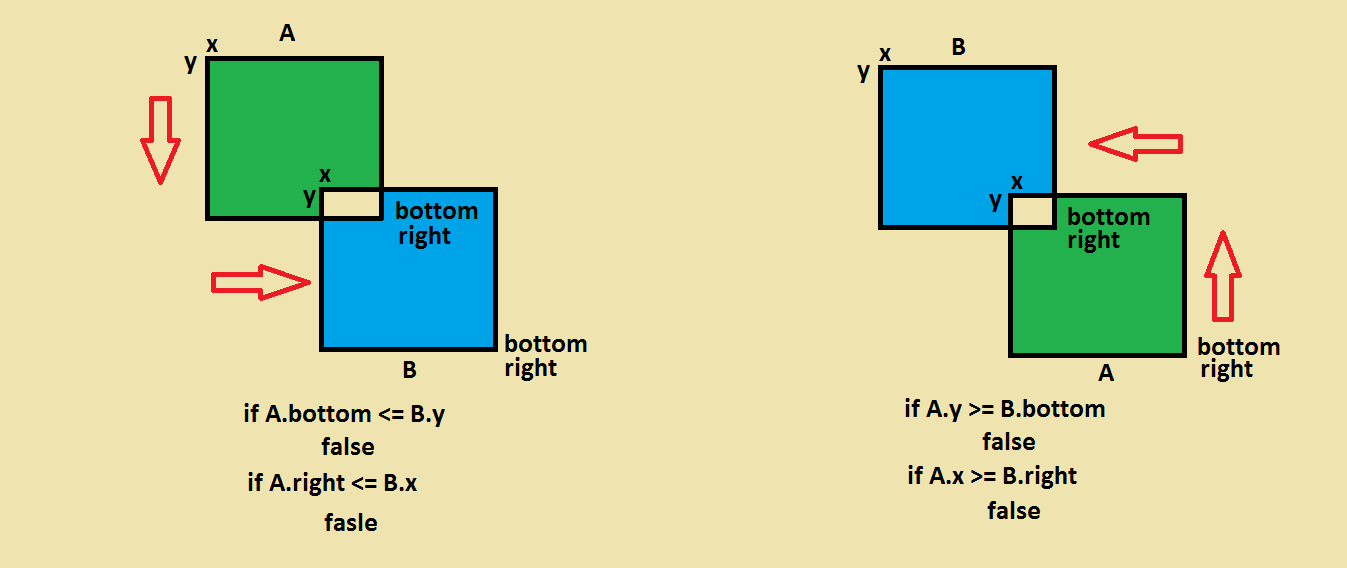 A
x
y
x
y
bottom
right
bottom
right
B
if A.bottom <= B.y
false
if A.right <= B.x
fasle
B
x
y
x
y
bottom
right
bottom
right
A
if A.y >= B.bottom
false
if A.x >= B.right
false